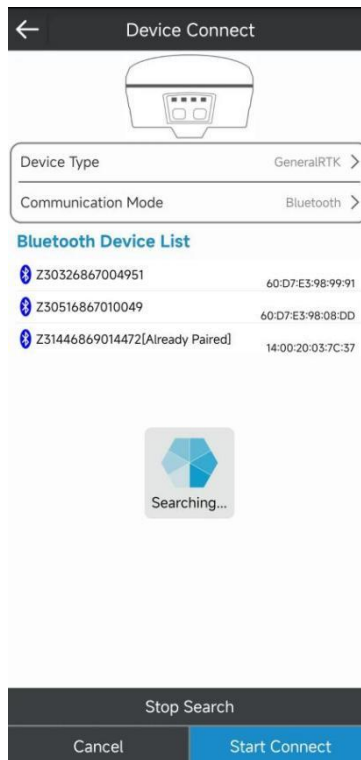 Device Connect
Device Type GeneralRTK
Communication Mode Bluetooth
Bluetooth Device List
Z30326867004951 60:D7:E3:98:99:91
Z30516867010049 60:D7:E3:98:08:DD
Z31446869014472[Already Paired] 14:00:20:03:7C:37
Searching...
Stop Search
Cancel Start Connect